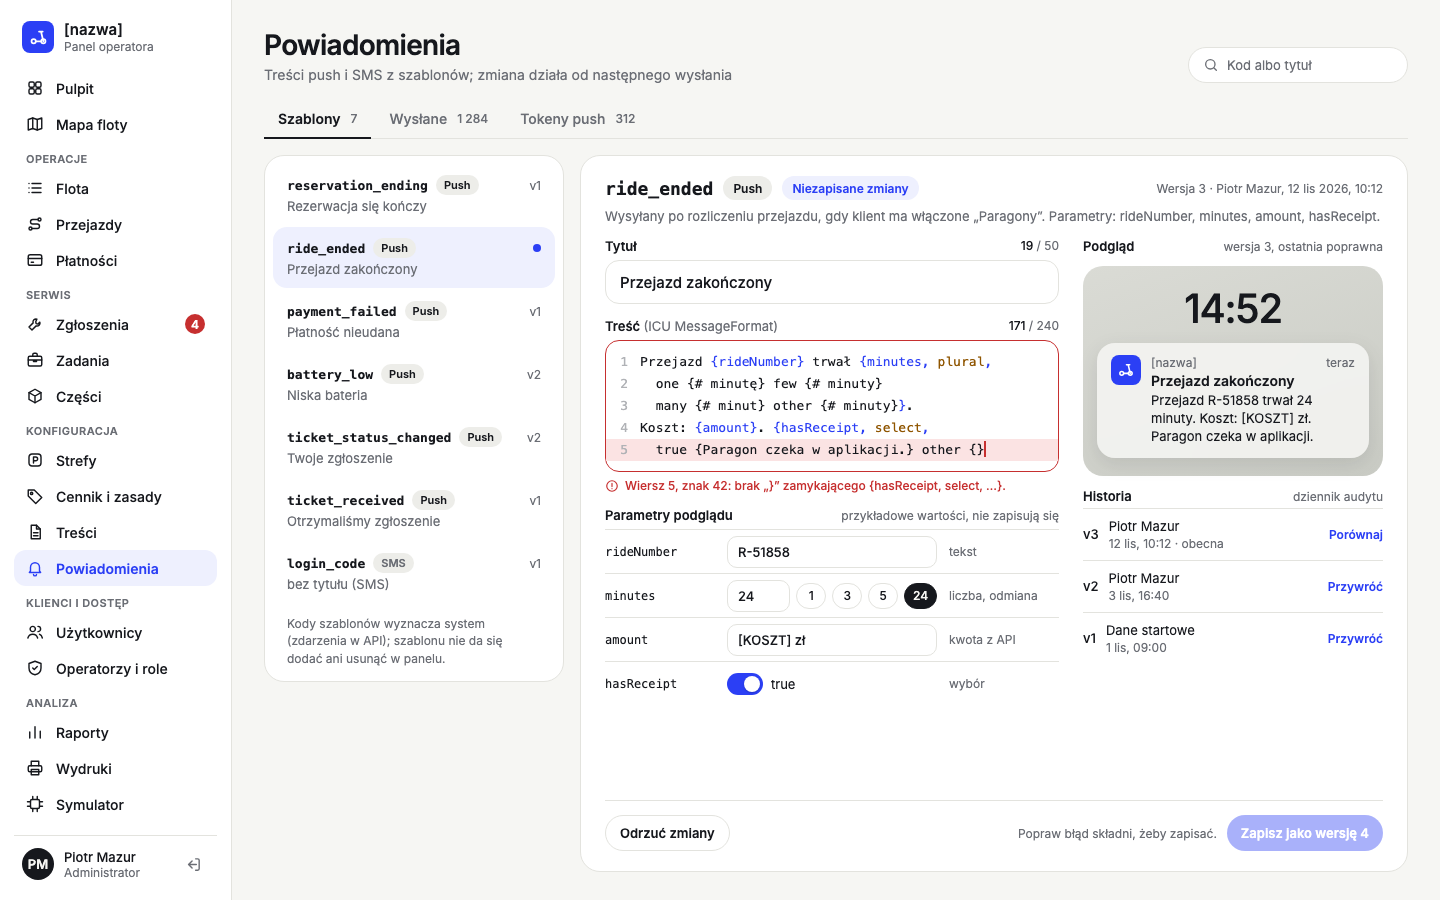 [nazwa]
Panel operatora
Pulpit
Mapa floty
OPERACJE
Flota
Przejazdy
Płatności
SERWIS
Zgłoszenia 4
Zadania
Części
KONFIGURACJA
Strefy
Cennik i zasady
Treści
Powiadomienia
KLIENCI I DOSTĘP
Użytkownicy
Operatorzy i role
ANALIZA
Raporty
Wydruki
Symulator
PM Piotr Mazur
Administrator
Powiadomienia
Treści push i SMS z szablonów; zmiana działa od następnego wysłania
Kod albo tytuł
Szablony 7 Wysłane 1 284 Tokeny push 312
reservation_ending Push v1
Rezerwacja się kończy
ride_ended Push
Przejazd zakończony
payment_failed Push v1
Płatność nieudana
battery_low Push v2
Niska bateria
ticket_status_changed Push v2
Twoje zgłoszenie
ticket_received Push v1
Otrzymaliśmy zgłoszenie
login_code SMS v1
bez tytułu (SMS)
Kody szablonów wyznacza system
(zdarzenia w API); szablonu nie da się
dodać ani usunąć w panelu.
ride_ended Push Niezapisane zmiany Wersja 3 · Piotr Mazur, 12 lis 2026, 10:12
Wysyłany po rozliczeniu przejazdu, gdy klient ma włączone „Paragony”. Parametry: rideNumber, minutes, amount, hasReceipt.
Tytuł 19 / 50
Przejazd zakończony
Treść (ICU MessageFormat) 171 / 240
1 Przejazd {rideNumber} trwał {minutes, plural,
2 one {# minutę} few {# minuty}
3 many {# minut} other {# minuty}}.
4 Koszt: {amount}. {hasReceipt, select,
5 true {Paragon czeka w aplikacji.} other {}
Wiersz 5, znak 42: brak „}” zamykającego {hasReceipt, select, …}.
Parametry podglądu przykładowe wartości, nie zapisują się
rideNumber R-51858 tekst
minutes 24 1 3 5 24 liczba, odmiana
amount [KOSZT] zł kwota z API
hasReceipt true wybór
Podgląd wersja 3, ostatnia poprawna
14:52
[nazwa] teraz
Przejazd zakończony
Przejazd R-51858 trwał 24
minuty. Koszt: [KOSZT] zł.
Paragon czeka w aplikacji.
Historia dziennik audytu
v3 Piotr Mazur Porównaj
12 lis, 10:12 · obecna
v2 Piotr Mazur Przywróć
3 lis, 16:40
v1 Dane startowe Przywróć
1 lis, 09:00
Odrzuć zmiany Popraw błąd składni, żeby zapisać. Zapisz jako wersję 4